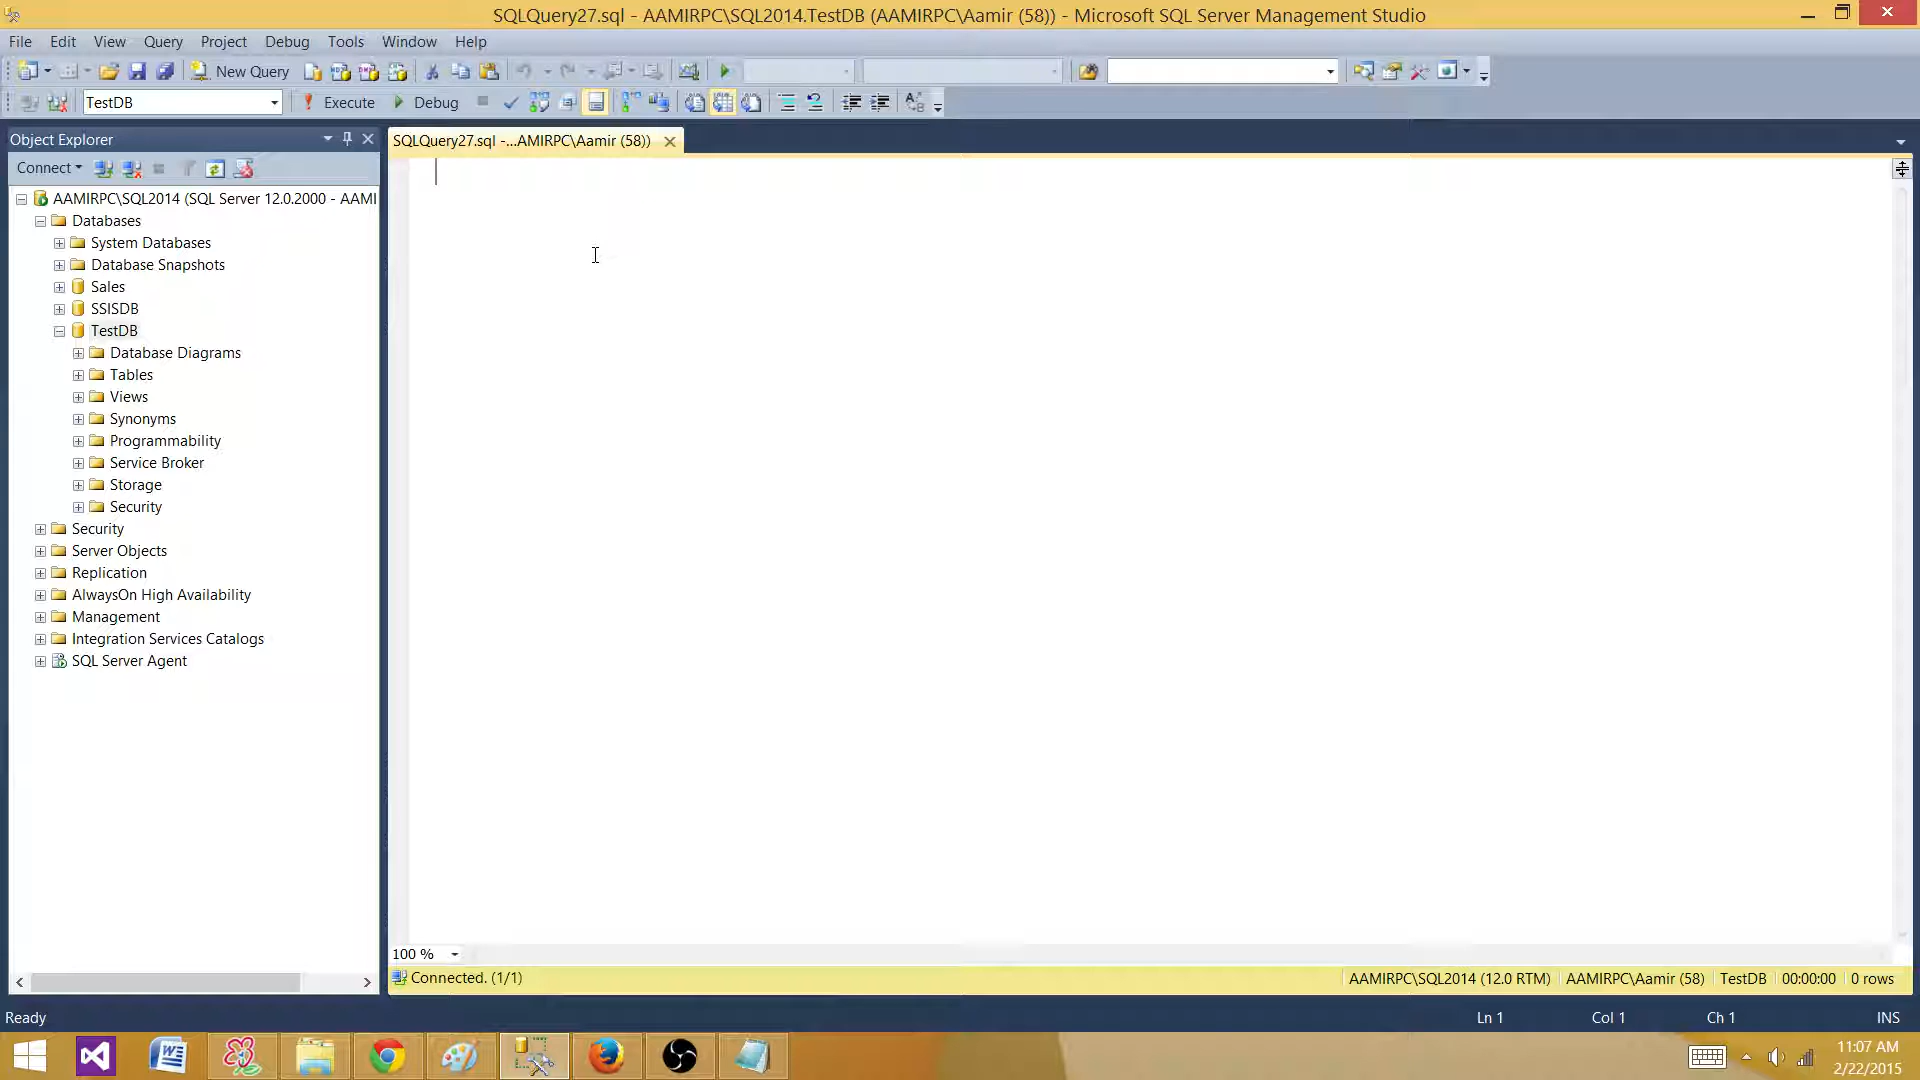 SQLQuery27.sql - AAMIRPC\SQL2014.TestDB (AAMIRPC\Aamir (58)) - Microsoft SQL Server Management Studio
File Edit View Query Project Debug Tools Window Help
New Query
TestDB Execute Debug
Object Explorer
SQLQuery27.sql -...AMIRPC\Aamir (58))
Connect
AAMIRPC\SQL2014 (SQL Server 12.0.2000 - AAMI
Databases
System Databases
Database Snapshots
Sales
SSISDB
TestDB
Database Diagrams
Tables
Views
Synonyms
Programmability
Service Broker
Storage
Security
Security
Server Objects
Replication
AlwaysOn High Availability
Management
Integration Services Catalogs
SQL Server Agent
100 %
Connected. (1/1) AAMIRPC\SQL2014 (12.0 RTM) AAMIRPC\Aamir (58) TestDB 00:00:00 0 rows
Ready Ln 1 Col 1 Ch 1 INS
11:07 AM
2/22/2015